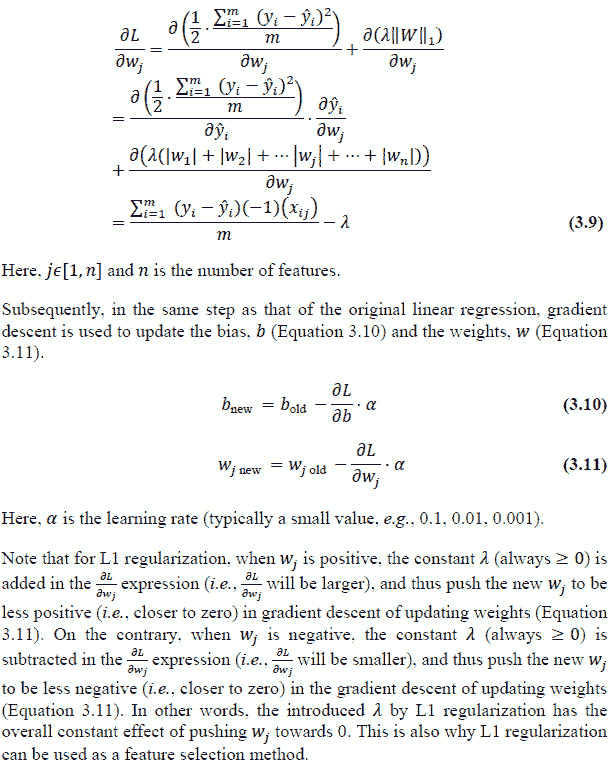 ∂L/∂w_j = ∂(1/2 · Σ_{i=1}^{m} (y_i − ŷ_i)²/m)/∂w_j + ∂(λ‖W‖₁)/∂w_j
= ∂(1/2 · Σ_{i=1}^{m} (y_i − ŷ_i)²/m)/∂ŷ_i · ∂ŷ_i/∂w_j
+ ∂(λ(|w₁| + |w₂| + ⋯ |w_j| + ⋯ + |w_n|))/∂w_j
= Σ_{i=1}^{m} (y_i − ŷ_i)(−1)(x_{ij})/m − λ (3.9)
Here, jϵ[1, n] and n is the number of features.
Subsequently, in the same step as that of the original linear regression, gradient
descent is used to update the bias, b (Equation 3.10) and the weights, w (Equation
3.11).
b_new = b_old − ∂L/∂b · α (3.10)
w_{j new} = w_{j old} − ∂L/∂w_j · α (3.11)
Here, α is the learning rate (typically a small value, e.g., 0.1, 0.01, 0.001).
Note that for L1 regularization, when w_j is positive, the constant λ (always ≥ 0) is
added in the ∂L/∂w_j expression (i.e., ∂L/∂w_j will be larger), and thus push the new w_j to be
less positive (i.e., closer to zero) in gradient descent of updating weights (Equation
3.11). On the contrary, when w_j is negative, the constant λ (always ≥ 0) is
subtracted in the ∂L/∂w_j expression (i.e., ∂L/∂w_j will be smaller), and thus push the new w_j
to be less negative (i.e., closer to zero) in the gradient descent of updating weights
(Equation 3.11). In other words, the introduced λ by L1 regularization has the
overall constant effect of pushing w_j towards 0. This is also why L1 regularization
can be used as a feature selection method.